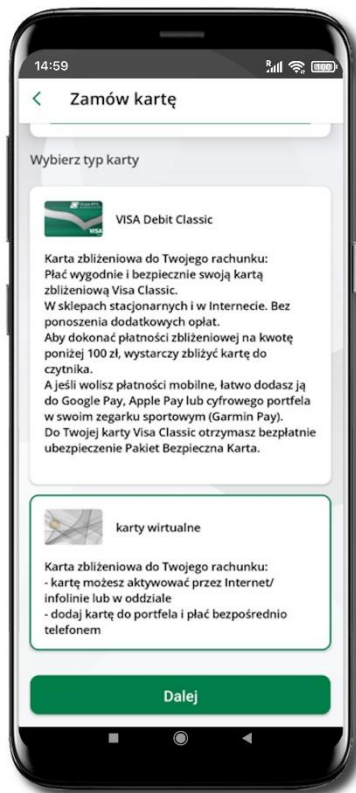 14:59
Zamów kartę
Wybierz typ karty
VISA
VISA Debit Classic
Karta zbliżeniowa do Twojego rachunku:
Płać wygodnie i bezpiecznie swoją kartą
zbliżeniową Visa Classic.
W sklepach stacjonarnych i w Internecie. Bez
ponoszenia dodatkowych opłat.
Aby dokonać płatności zbliżeniowej na kwotę
poniżej 100 zł, wystarczy zbliżyć kartę do
czytnika.
A jeśli wolisz płatności mobilne, łatwo dodasz ją
do Google Pay, Apple Pay lub cyfrowego portfela
w swoim zegarku sportowym (Garmin Pay).
Do Twojej karty Visa Classic otrzymasz bezpłatnie
ubezpieczenie Pakiet Bezpieczna Karta.
karty wirtualne
Karta zbliżeniowa do Twojego rachunku:
- kartę możesz aktywować przez Internet/
infolinie lub w oddziale
- dodaj kartę do portfela i płać bezpośrednio
telefonem
Dalej